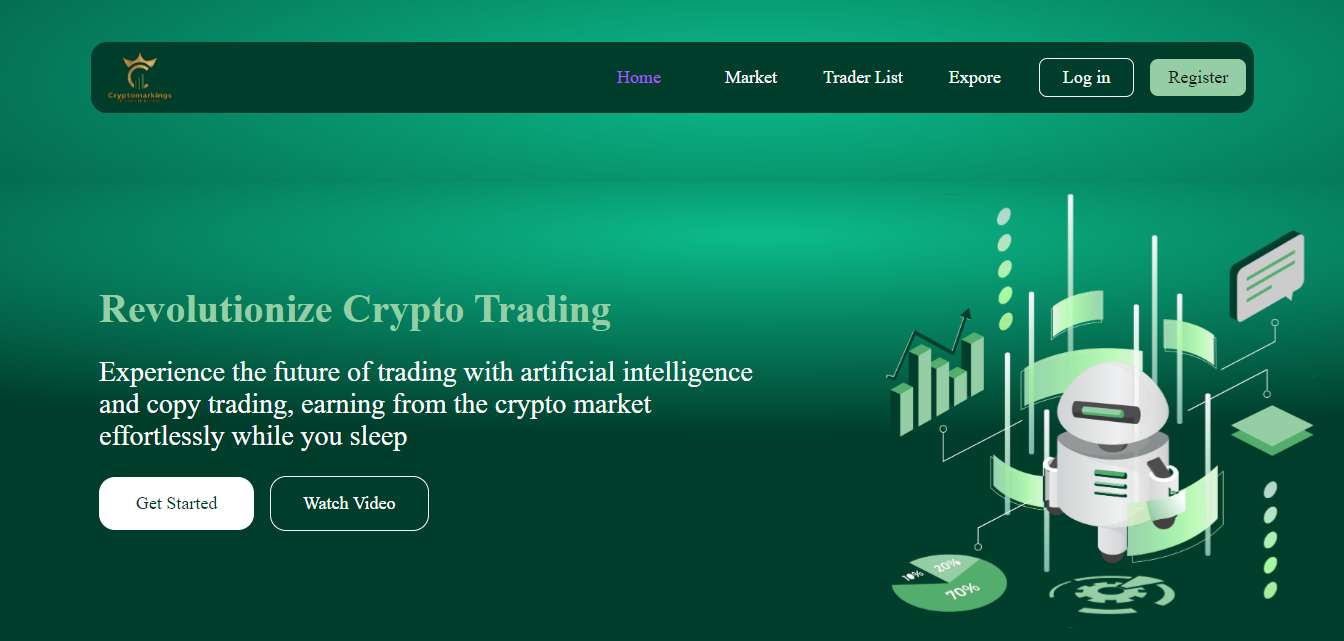 Cryptomarkings
Home
Market
Trader List
Expore
Log in
Register
Revolutionize Crypto Trading
Experience the future of trading with artificial intelligence
and copy trading, earning from the crypto market
effortlessly while you sleep
Get Started
Watch Video
10%
20%
70%